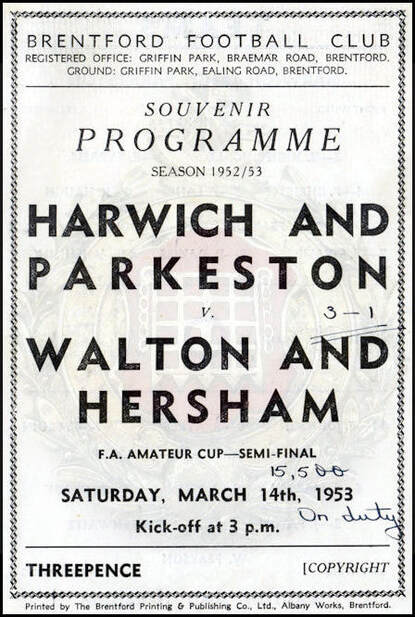 BRENTFORD FOOTBALL CLUB
REGISTERED OFFICE: GRIFFIN PARK, BRAEMAR ROAD, BRENTFORD.
GROUND: GRIFFIN PARK, EALING ROAD, BRENTFORD.
SOUVENIR
PROGRAMME
SEASON 1952/53
HARWICH AND
PARKESTON
v. 3-1
WALTON AND
HERSHAM
F.A. AMATEUR CUP—SEMI-FINAL
15,500
SATURDAY, MARCH 14th, 1953
On duty
Kick-off at 3 p.m.
THREEPENCE [COPYRIGHT
Printed by The Brentford Printing & Publishing Co., Ltd., Albany Works, Brentford.